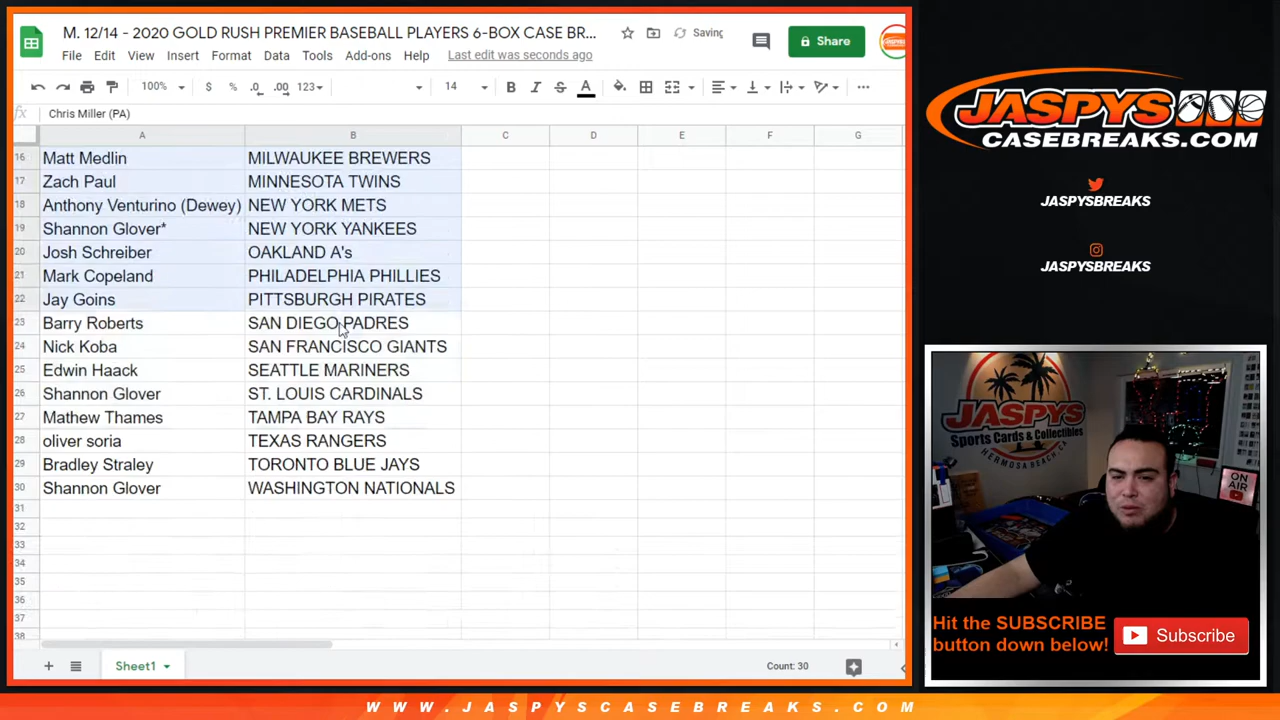 M. 12/14 - 2020 GOLD RUSH PREMIER BASEBALL PLAYERS 6-BOX CASE BR...
Saving
Share
File Edit View Insert Format Data Tools Add-ons Help Last edit was seconds ago
100% $ % .0 .00 123 14 B I S A
fx Chris Miller (PA)
A B C D E F G
16 Matt Medlin MILWAUKEE BREWERS
17 Zach Paul MINNESOTA TWINS
18 Anthony Venturino (Dewey) NEW YORK METS
19 Shannon Glover* NEW YORK YANKEES
20 Josh Schreiber OAKLAND A's
21 Mark Copeland PHILADELPHIA PHILLIES
22 Jay Goins PITTSBURGH PIRATES
23 Barry Roberts SAN DIEGO PADRES
24 Nick Koba SAN FRANCISCO GIANTS
25 Edwin Haack SEATTLE MARINERS
26 Shannon Glover ST. LOUIS CARDINALS
27 Mathew Thames TAMPA BAY RAYS
28 oliver soria TEXAS RANGERS
29 Bradley Straley TORONTO BLUE JAYS
30 Shannon Glover WASHINGTON NATIONALS
31
32
33
34
35
36
37
38
Sheet1
Count: 30
JASPYS
CASEBREAKS.COM
JASPYSBREAKS
JASPYSBREAKS
JASPYS
Sports Cards & Collectibles
HERMOSA BEACH, CA
ON AIR
Hit the SUBSCRIBE
button down below!
Subscribe
WWW.JASPYSCASEBREAKS.COM